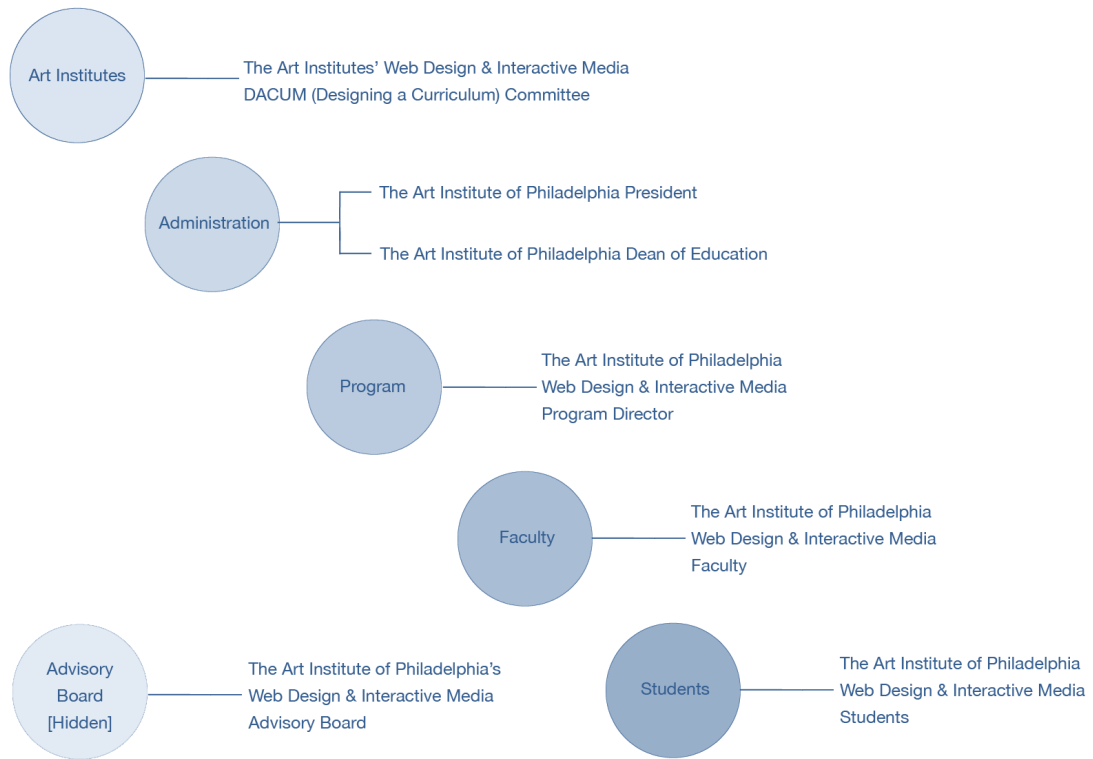 Art Institutes
The Art Institutes’ Web Design & Interactive Media
DACUM (Designing a Curriculum) Committee
Administration
The Art Institute of Philadelphia President
The Art Institute of Philadelphia Dean of Education
Program
The Art Institute of Philadelphia
Web Design & Interactive Media
Program Director
Faculty
The Art Institute of Philadelphia
Web Design & Interactive Media
Faculty
Advisory
Board
[Hidden]
The Art Institute of Philadelphia’s
Web Design & Interactive Media
Advisory Board
Students
The Art Institute of Philadelphia
Web Design & Interactive Media
Students